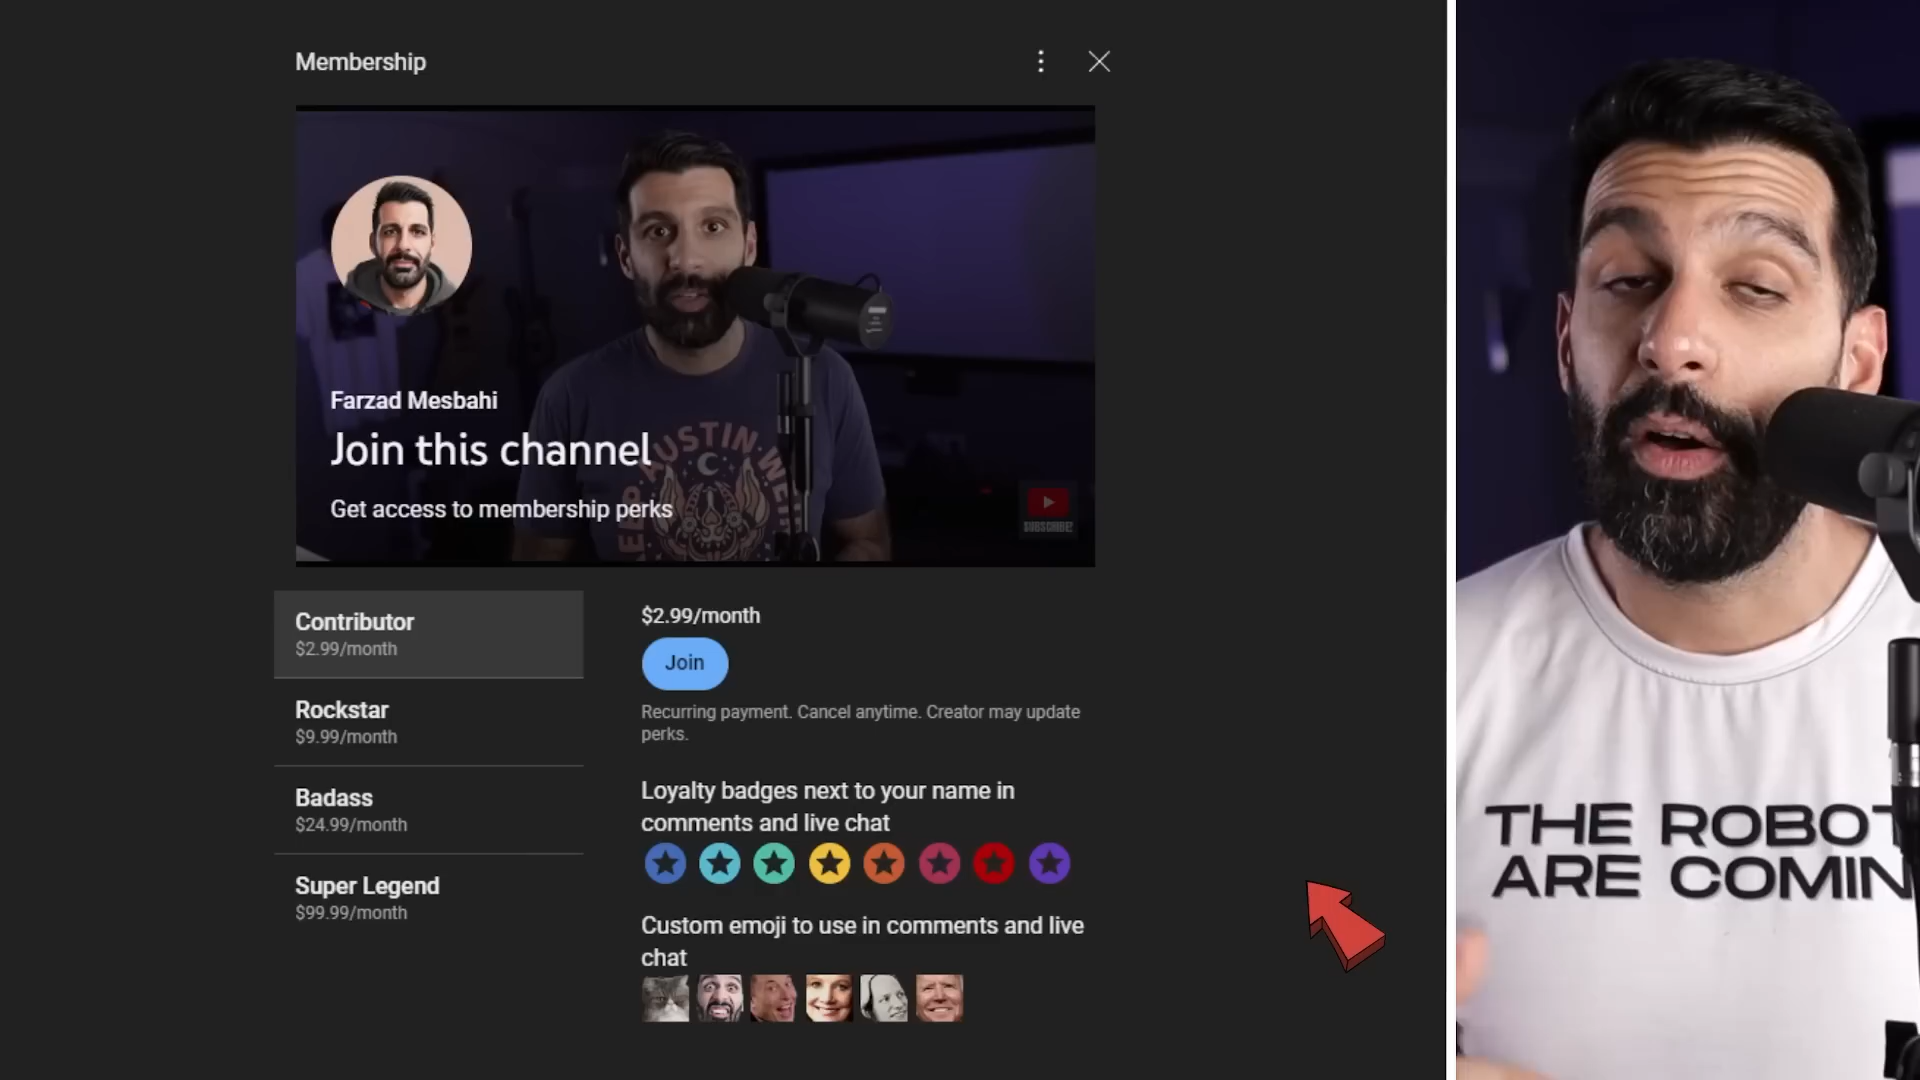 Membership
Farzad Mesbahi
Join this channel
Get access to membership perks
SUBSCRIBE!
Contributor
$2.99/month
Rockstar
$9.99/month
Badass
$24.99/month
Super Legend
$99.99/month
$2.99/month
Join
Recurring payment. Cancel anytime. Creator may update
perks.
Loyalty badges next to your name in
comments and live chat
Custom emoji to use in comments and live
chat
THE ROBOT
ARE COMIN